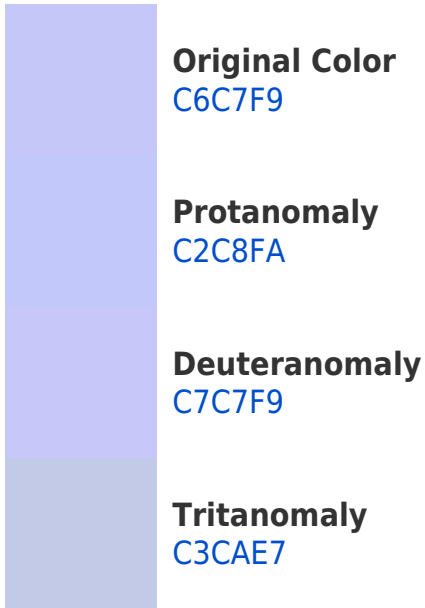 Original Color
C6C7F9
Protanomaly
C2C8FA
Deuteranomaly
C7C7F9
Tritanomaly
C3CAE7